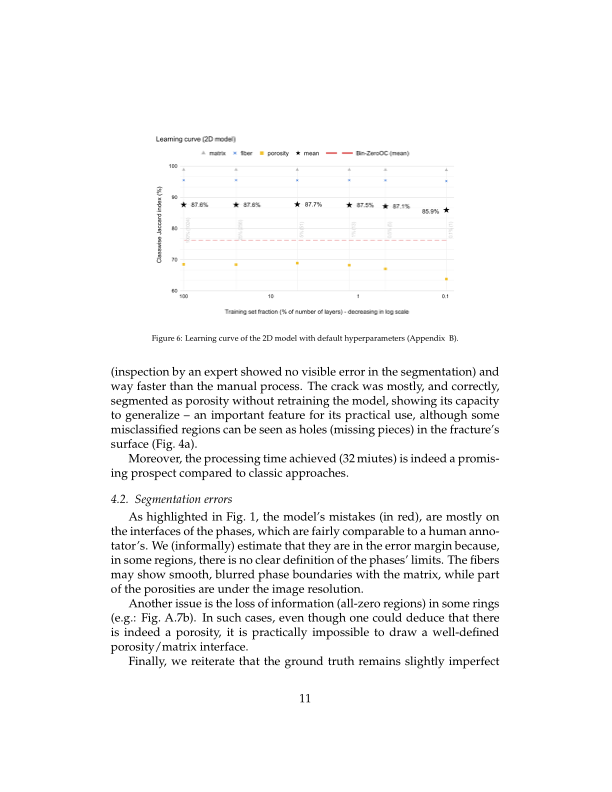 Learning curve (2D model)
matrix fiber porosity mean Bin-ZeroOC (mean)
100
90
80
70
60
Classwise Jaccard index (%)
87.6% 87.6% 87.7% 87.5% 87.1% 85.9%
100 10 1 0.1
Training set fraction (% of number of layers) - decreasing in log scale
Figure 6: Learning curve of the 2D model with default hyperparameters (Appendix B).
(inspection by an expert showed no visible error in the segmentation) and
way faster than the manual process. The crack was mostly, and correctly,
segmented as porosity without retraining the model, showing its capacity
to generalize – an important feature for its practical use, although some
misclassified regions can be seen as holes (missing pieces) in the fracture's
surface (Fig. 4a).
Moreover, the processing time achieved (32 miutes) is indeed a promis-
ing prospect compared to classic approaches.
4.2. Segmentation errors
As highlighted in Fig. 1, the model's mistakes (in red), are mostly on
the interfaces of the phases, which are fairly comparable to a human anno-
tator's. We (informally) estimate that they are in the error margin because,
in some regions, there is no clear definition of the phases' limits. The fibers
may show smooth, blurred phase boundaries with the matrix, while part
of the porosities are under the image resolution.
Another issue is the loss of information (all-zero regions) in some rings
(e.g.: Fig. A.7b). In such cases, even though one could deduce that there
is indeed a porosity, it is practically impossible to draw a well-defined
porosity/matrix interface.
Finally, we reiterate that the ground truth remains slightly imperfect
11